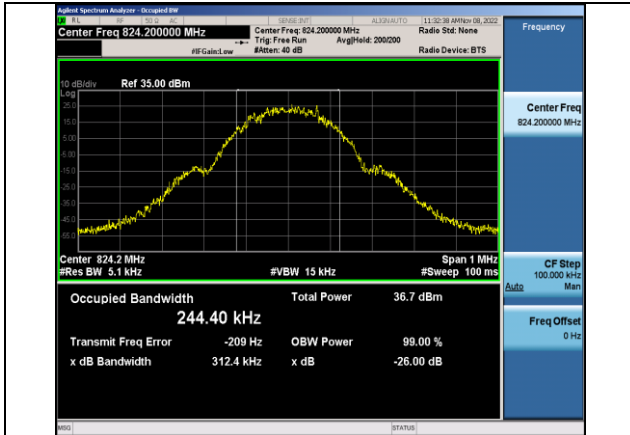 Agilent Spectrum Analyzer - Occupied BW
RL RF 50 Ω AC SENSE:INT ALIGNAUTO 11:32:38 AM Nov 08, 2022
Center Freq 824.200000 MHz
Center Freq: 824.200000 MHz
Radio Std: None
Trig: Free Run Avg|Hold: 200/200
#IFGain:Low #Atten: 40 dB Radio Device: BTS
Frequency
10 dB/div Ref 35.00 dBm
Log
25.0
15.0
5.00
-5.00
-15.0
-25.0
-35.0
-45.0
-55.0
Center 824.2 MHz Span 1 MHz
#Res BW 5.1 kHz #VBW 15 kHz #Sweep 100 ms
Center Freq
824.200000 MHz
CF Step
100.000 kHz
Auto Man
Freq Offset
0 Hz
Occupied Bandwidth Total Power 36.7 dBm
244.40 kHz
Transmit Freq Error -209 Hz OBW Power 99.00 %
x dB Bandwidth 312.4 kHz x dB -26.00 dB
MSG STATUS